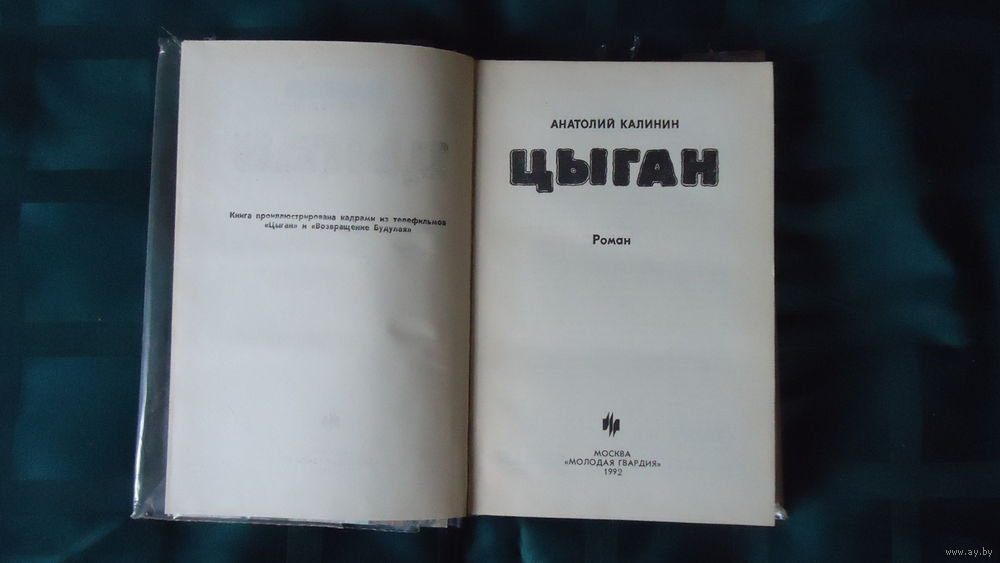 Книга проиллюстрирована кадрами из телефильмов
«Цыган» и «Возвращение Будулая»
АНАТОЛИЙ КАЛИНИН
ЦЫГАН
Роман
МОСКВА
«МОЛОДАЯ ГВАРДИЯ»
1992
www.ay.by